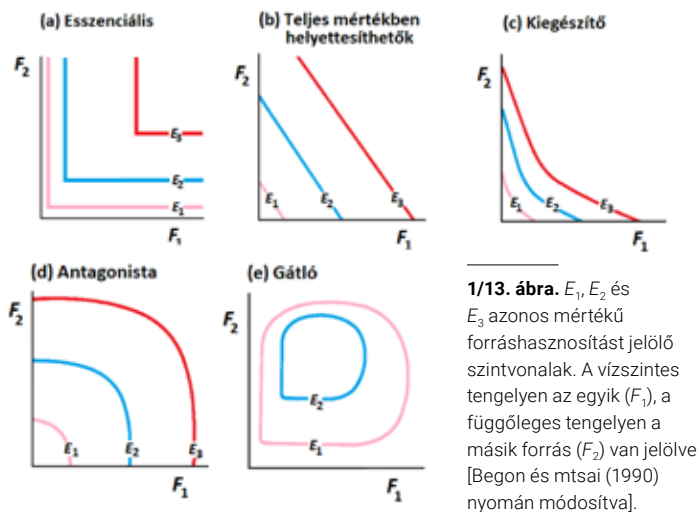 (a) Esszenciális
F₂
E₃
E₂
E₁
F₁
(b) Teljes mértékben
helyettesíthetők
F₂
E₁
E₂
E₃
F₁
(c) Kiegészítő
F₂
E₁
E₂
E₃
F₁
(d) Antagonista
F₂
E₁
E₂
E₃
F₁
(e) Gátló
F₂
E₂
E₁
F₁
1/13. ábra. E₁, E₂ és
E₃ azonos mértékű
forráshasznosítást jelölő
szintvonalak. A vízszintes
tengelyen az egyik (F₁), a
függőleges tengelyen a
másik forrás (F₂) van jelölve
[Begon és mtsai (1990)
nyomán módosítva].